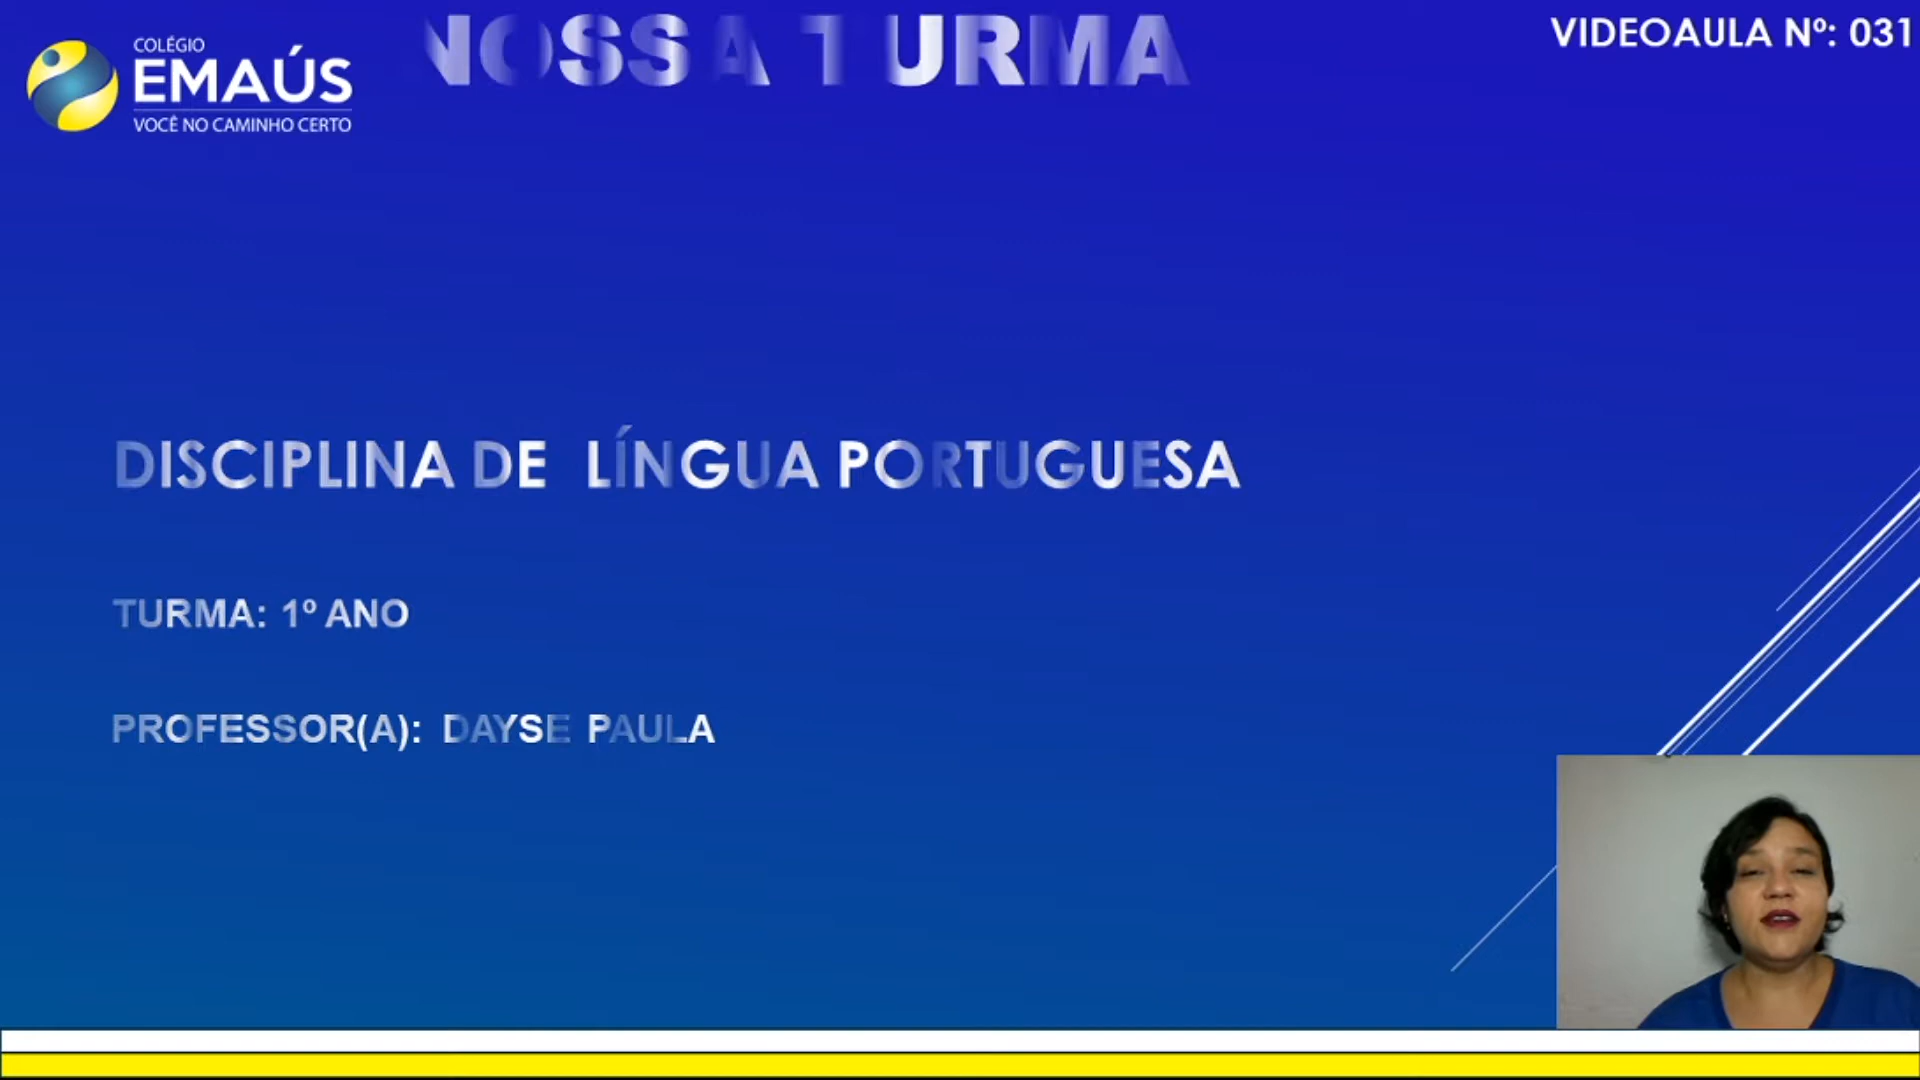 COLÉGIO
EMAÚS
VOCÊ NO CAMINHO CERTO
NOSSA TURMA
VIDEOAULA Nº: 031
DISCIPLINA DE LÍNGUA PORTUGUESA
TURMA: 1º ANO
PROFESSOR(A): DAYSE PAULA